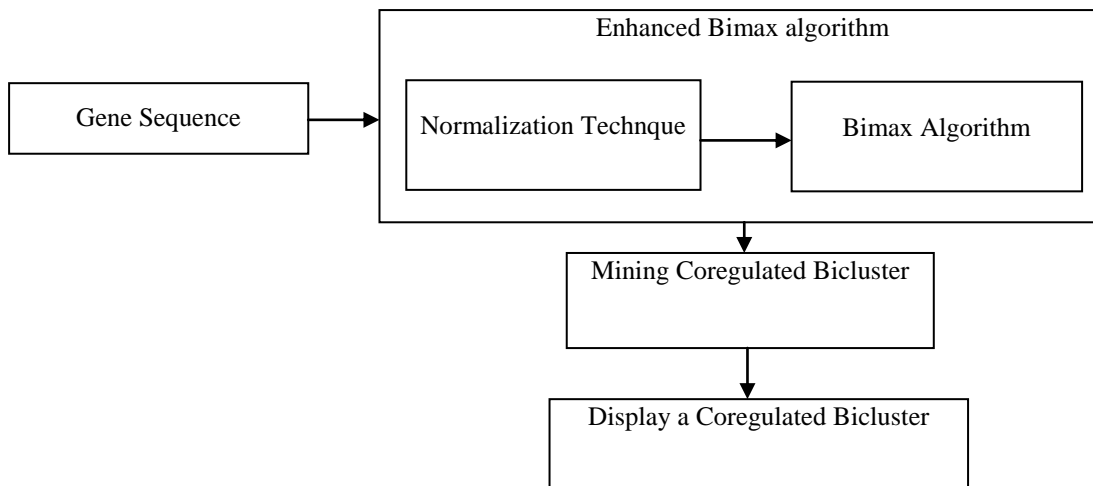 Enhanced Bimax algorithm
Gene Sequence
Normalization Technque
Bimax Algorithm
Mining Coregulated Bicluster
Display a Coregulated Bicluster